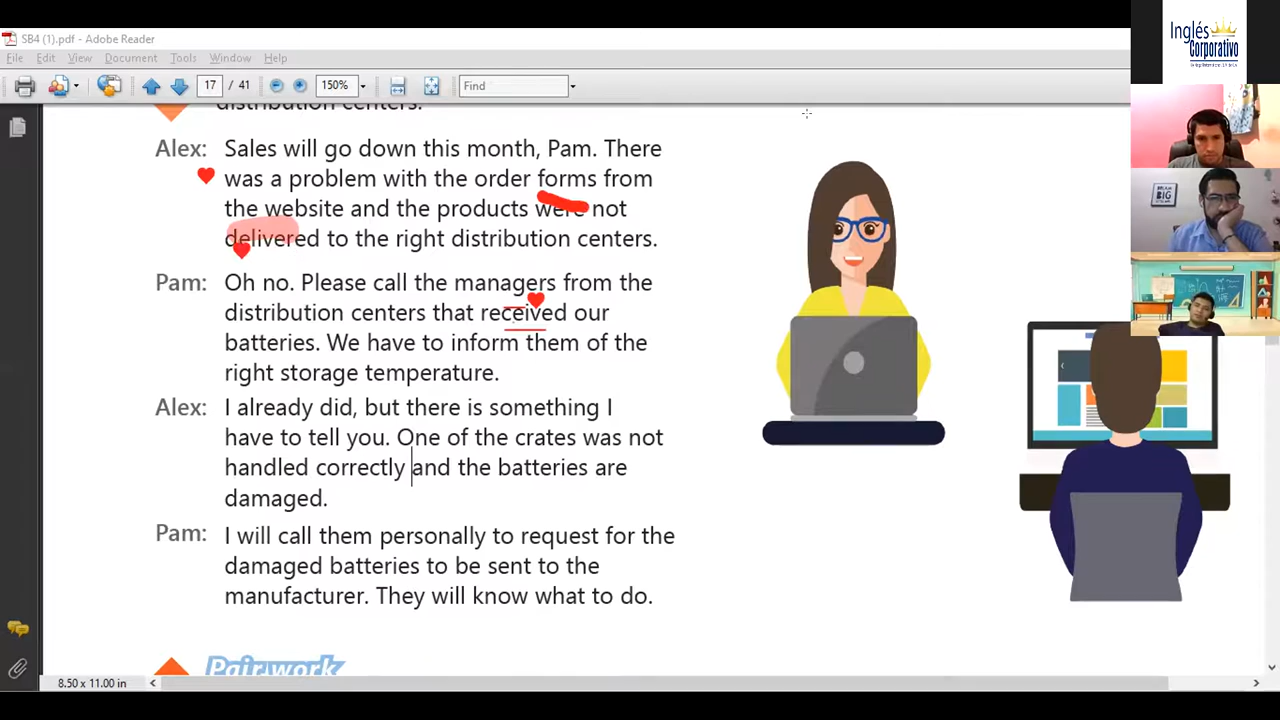 SB4 (1).pdf - Adobe Reader
File Edit View Document Tools Window Help
17 / 41 150% Find
Inglés
Corporativo
distribution centers.
Alex: Sales will go down this month, Pam. There
was a problem with the order forms from
the website and the products were not
delivered to the right distribution centers.
Pam: Oh no. Please call the managers from the
distribution centers that received our
batteries. We have to inform them of the
right storage temperature.
Alex: I already did, but there is something I
have to tell you. One of the crates was not
handled correctly and the batteries are
damaged.
Pam: I will call them personally to request for the
damaged batteries to be sent to the
manufacturer. They will know what to do.
Pair work
8.50 x 11.00 in
BIG